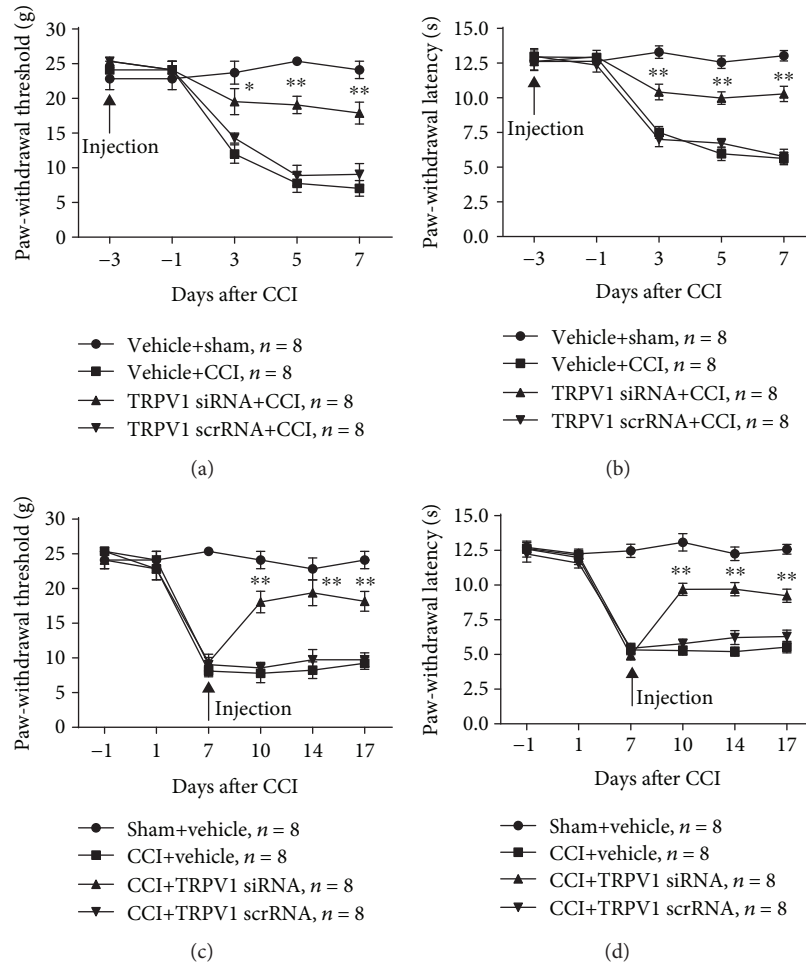 Paw-withdrawal threshold (g)
30
25
20
15
10
5
0
* ** **
Injection
−3 −1 3 5 7
Days after CCI
Vehicle+sham, n = 8
Vehicle+CCI, n = 8
TRPV1 siRNA+CCI, n = 8
TRPV1 scrRNA+CCI, n = 8
(a)
Paw-withdrawal latency (s)
15.0
12.5
10.0
7.5
5.0
2.5
0.0
** ** **
Injection
−3 −1 3 5 7
Days after CCI
Vehicle+sham, n = 8
Vehicle+CCI, n = 8
TRPV1 siRNA+CCI, n = 8
TRPV1 scrRNA+CCI, n = 8
(b)
Paw-withdrawal threshold (g)
30
25
20
15
10
5
0
** ** **
Injection
−1 1 7 10 14 17
Days after CCI
Sham+vehicle, n = 8
CCI+vehicle, n = 8
CCI+TRPV1 siRNA, n = 8
CCI+TRPV1 scrRNA, n = 8
(c)
Paw-withdrawal latency (s)
15.0
12.5
10.0
7.5
5.0
2.5
0.0
** ** **
Injection
−1 1 7 10 14 17
Days after CCI
Sham+vehicle, n = 8
CCI+vehicle, n = 8
CCI+TRPV1 siRNA, n = 8
CCI+TRPV1 scrRNA, n = 8
(d)